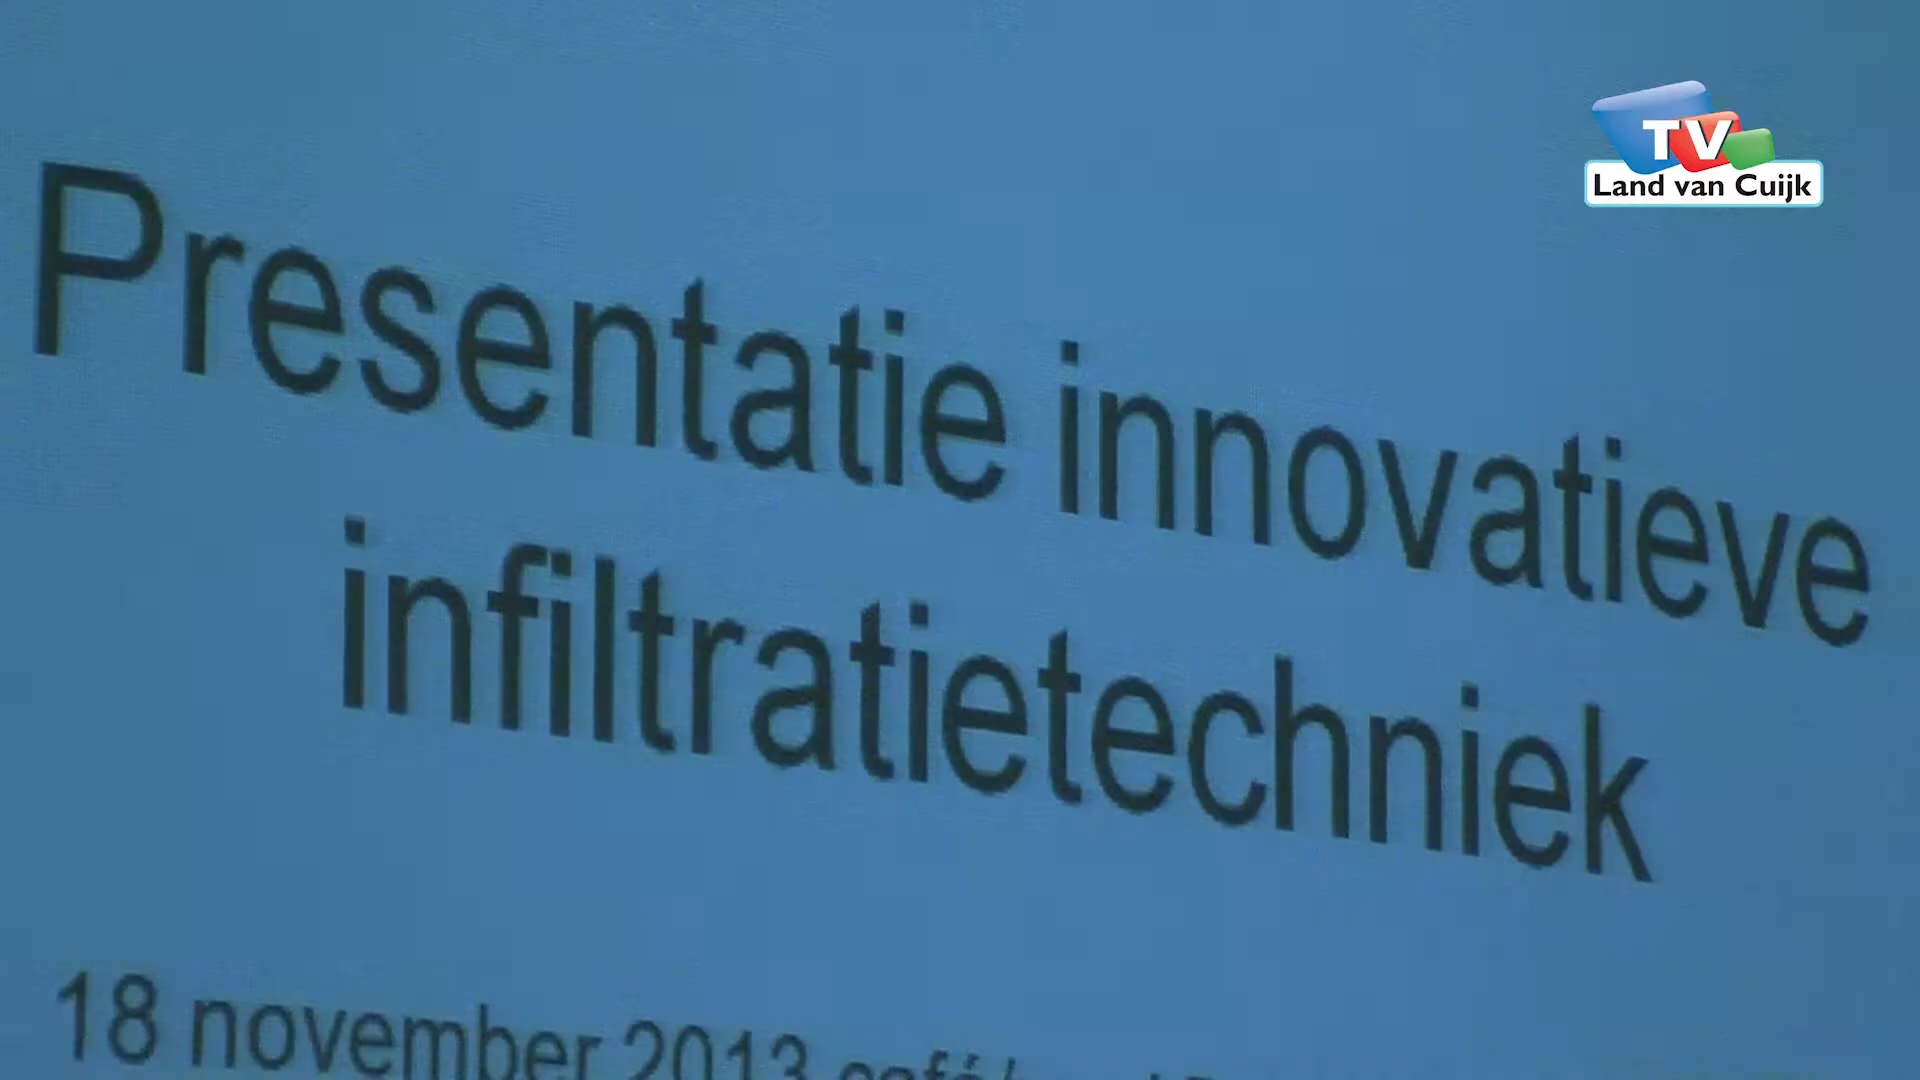 TV
Land van Cuijk
Presentatie innovatieve
infiltratietechniek
18 november 2013